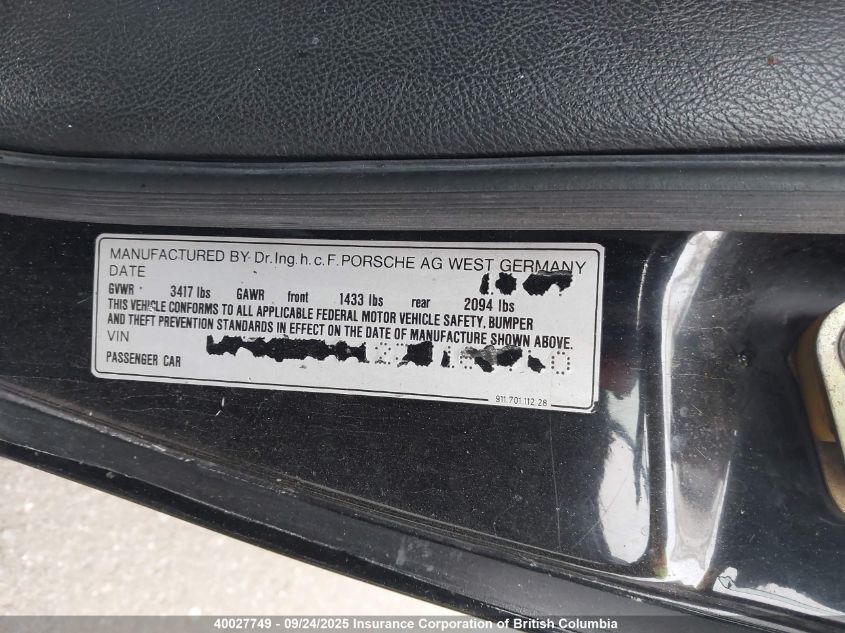 MANUFACTURED BY Dr. Ing. h. c. F. PORSCHE AG WEST GERMANY
DATE
GVWR 3417 lbs GAWR front 1433 lbs rear 2094 lbs
THIS VEHICLE CONFORMS TO ALL APPLICABLE FEDERAL MOTOR VEHICLE SAFETY, BUMPER
AND THEFT PREVENTION STANDARDS IN EFFECT ON THE DATE OF MANUFACTURE SHOWN ABOVE.
VIN
PASSENGER CAR
911.701.112.28
40027749 - 09/24/2025 Insurance Corporation of British Columbia